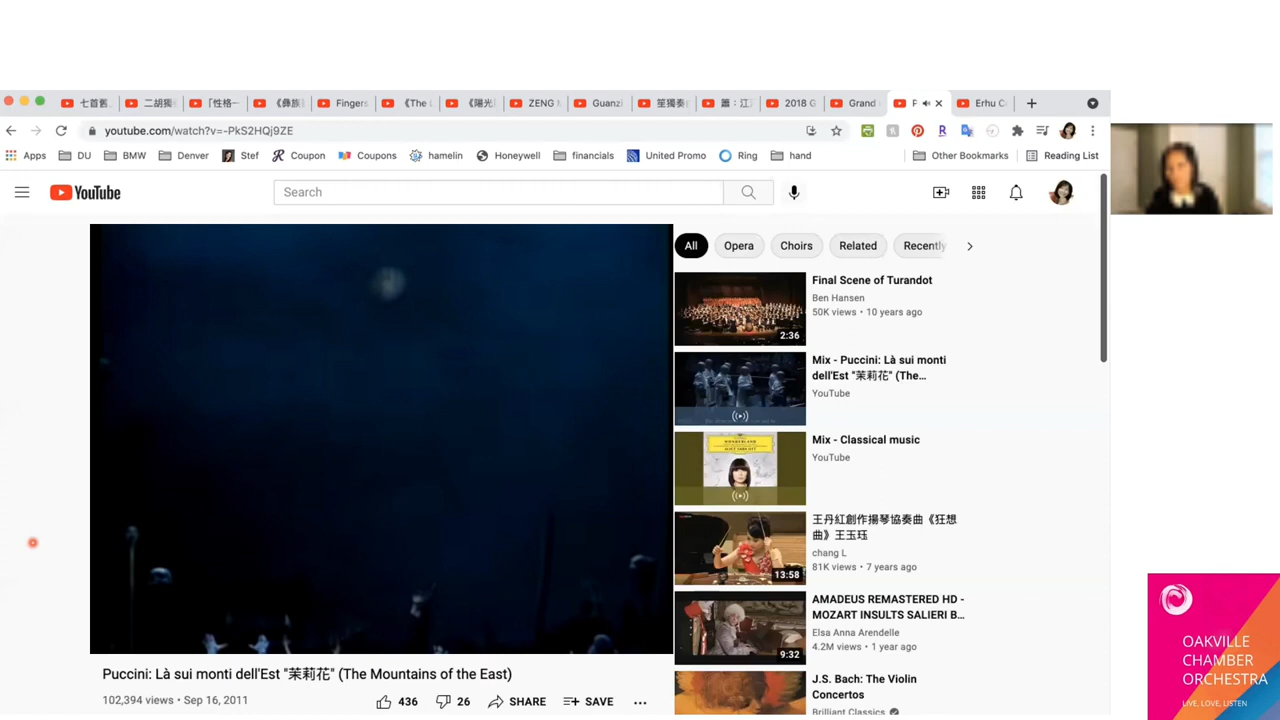 七首舊
二胡獨
「性格一
《彝族
Fingers
《The L
《陽光
ZENG M
Guanzi
笙獨奏
簫：江
2018 G
Grand
P
Erhu C
youtube.com/watch?v=-PkS2HQj9ZE
Apps
DU
BMW
Denver
Stef
Coupon
Coupons
hamelin
Honeywell
financials
United Promo
Ring
hand
Other Bookmarks
Reading List
YouTube
Search
All
Opera
Choirs
Related
Recently
Final Scene of Turandot
Ben Hansen
50K views • 10 years ago
2:36
Mix - Puccini: Là sui monti
dell'Est "茉莉花" (The...
YouTube
Mix - Classical music
YouTube
王丹紅創作揚琴協奏曲《狂想
曲》王玉珏
chang L
81K views • 7 years ago
13:58
AMADEUS REMASTERED HD -
MOZART INSULTS SALIERI B...
Elsa Anna Arendelle
4.2M views • 1 year ago
9:32
J.S. Bach: The Violin
Concertos
Brilliant Classics
Puccini: Là sui monti dell'Est "茉莉花" (The Mountains of the East)
102,394 views • Sep 16, 2011
436
26
SHARE
SAVE
OAKVILLE
CHAMBER
ORCHESTRA
LIVE, LOVE, LISTEN